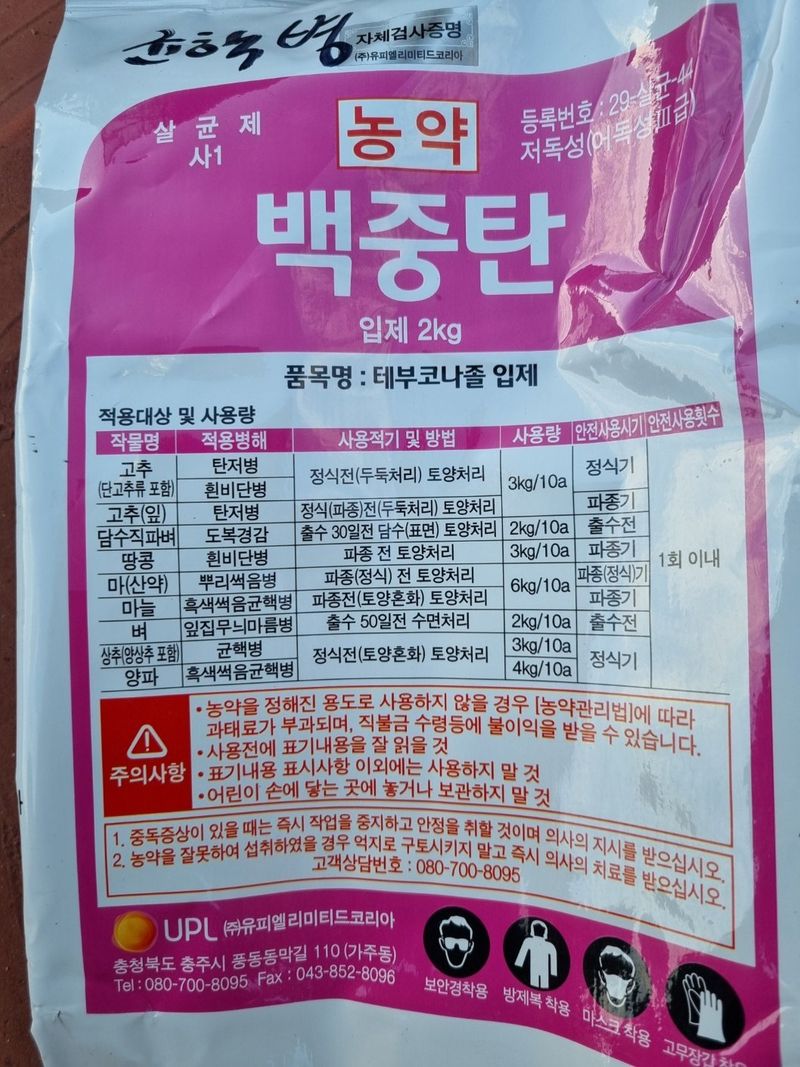 균핵병
자체검사증명
(주)유피엘리미티드코리아
살 균 제
사1
농약
등록번호 : 29-살균-44
저독성(어독성Ⅲ급)
백중탄
입제 2kg
품목명 : 테부코나졸 입제
적용대상 및 사용량
작물명 적용병해 사용적기 및 방법 사용량 안전사용시기 안전사용횟수
고추 (단고추류 포함) 탄저병 정식전(두둑처리) 토양처리 3kg/10a 정식기 1회 이내
흰비단병
고추(잎) 탄저병 정식(파종)전(두둑처리) 토양처리 파종기
담수직파벼 도복경감 출수 30일전 담수(표면) 토양처리 2kg/10a 출수전
땅콩 흰비단병 파종 전 토양처리 3kg/10a 파종기
마(산약) 뿌리썩음병 파종(정식) 전 토양처리 6kg/10a 파종(정식)기
마늘 흑색썩음균핵병 파종전(토양혼화) 토양처리 파종기
벼 잎집무늬마름병 출수 50일전 수면처리 2kg/10a 출수전
상추(양상추 포함) 균핵병 정식전(토양혼화) 토양처리 3kg/10a 정식기
양파 흑색썩음균핵병 4kg/10a
주의사항
• 농약을 정해진 용도로 사용하지 않을 경우 [농약관리법]에 따라
과태료가 부과되며, 직불금 수령등에 불이익을 받을 수 있습니다.
• 사용전에 표기내용을 잘 읽을 것
• 표기내용 표시사항 이외에는 사용하지 말 것
• 어린이 손에 닿는 곳에 놓거나 보관하지 말 것
1. 중독증상이 있을 때는 즉시 작업을 중지하고 안정을 취할 것이며 의사의 지시를 받으십시오.
2. 농약을 잘못하여 섭취하였을 경우 억지로 구토시키지 말고 즉시 의사의 치료를 받으십시오.
고객상담번호 : 080-700-8095
UPL (주)유피엘리미티드코리아
충청북도 충주시 풍동동막길 110 (가주동)
Tel : 080-700-8095 Fax : 043-852-8096
보안경착용 방제복 착용 마스크 착용 고무장갑 착용